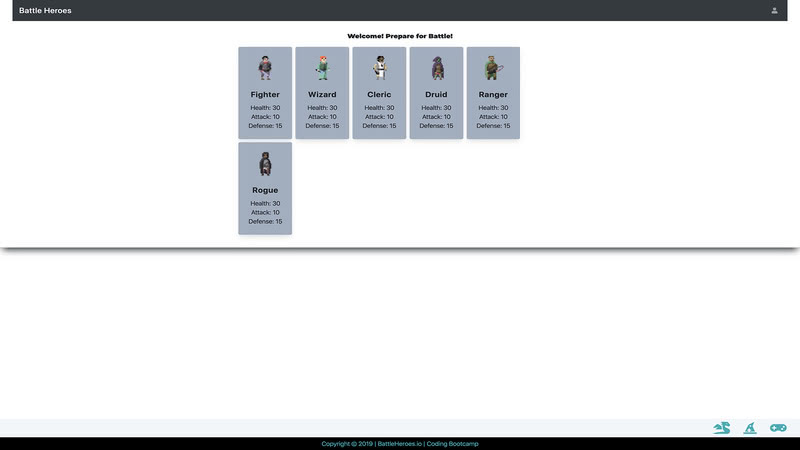 Battle Heroes
Welcome! Prepare for Battle!
Fighter
Health: 30
Attack: 10
Defense: 15
Wizard
Health: 30
Attack: 10
Defense: 15
Cleric
Health: 30
Attack: 10
Defense: 15
Druid
Health: 30
Attack: 10
Defense: 15
Ranger
Health: 30
Attack: 10
Defense: 15
Rogue
Health: 30
Attack: 10
Defense: 15
Copyright © 2019 | BattleHeroes.io | Coding Bootcamp